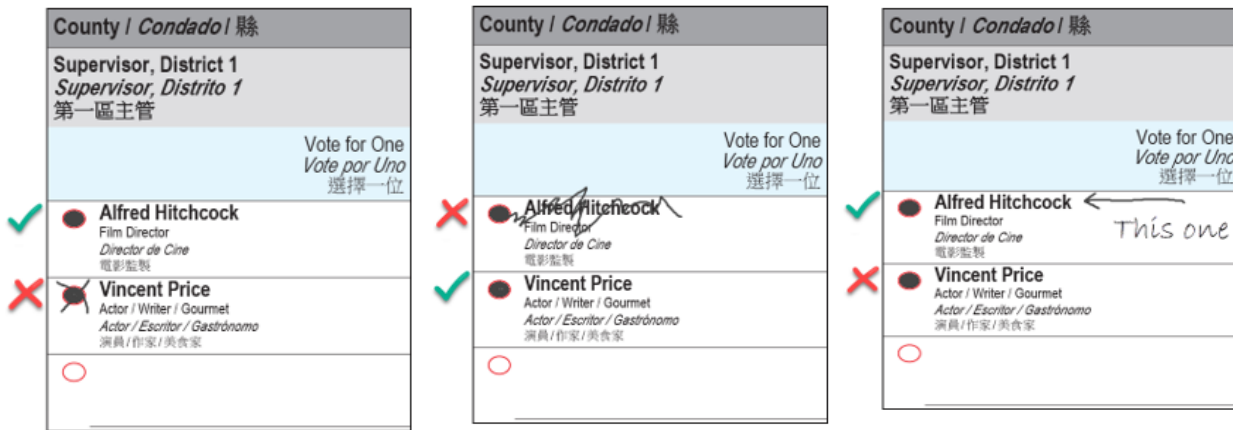 County / Condado / 縣
Supervisor, District 1
Supervisor, Distrito 1
第一區主管
Vote for One
Vote por Uno
選擇一位
Alfred Hitchcock
Film Director
Director de Cine
電影監製
Vincent Price
Actor / Writer / Gourmet
Actor / Escritor / Gastrónomo
演員/作家/美食家
County / Condado / 縣
Supervisor, District 1
Supervisor, Distrito 1
第一區主管
Vote for One
Vote por Uno
選擇一位
Alfred Hitchcock
Film Director
Director de Cine
電影監製
Vincent Price
Actor / Writer / Gourmet
Actor / Escritor / Gastrónomo
演員/作家/美食家
County / Condado / 縣
Supervisor, District 1
Supervisor, Distrito 1
第一區主管
Vote for One
Vote por Uno
選擇一位
Alfred Hitchcock
This one
Film Director
Director de Cine
電影監製
Vincent Price
Actor / Writer / Gourmet
Actor / Escritor / Gastrónomo
演員/作家/美食家